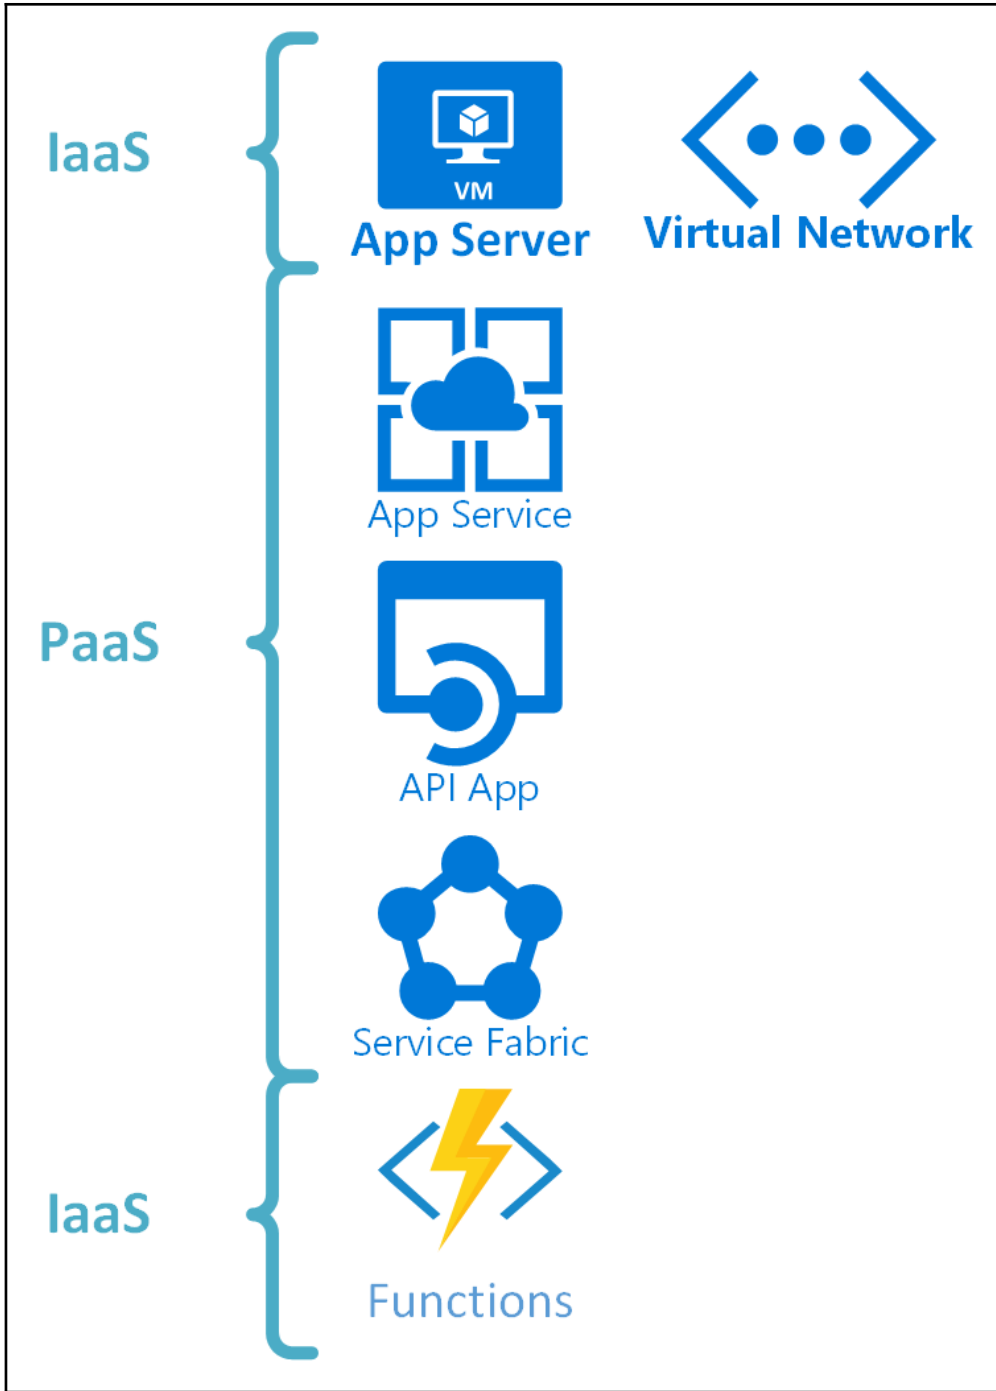 IaaS
VM
App Server
Virtual Network
App Service
PaaS
API App
Service Fabric
IaaS
Functions